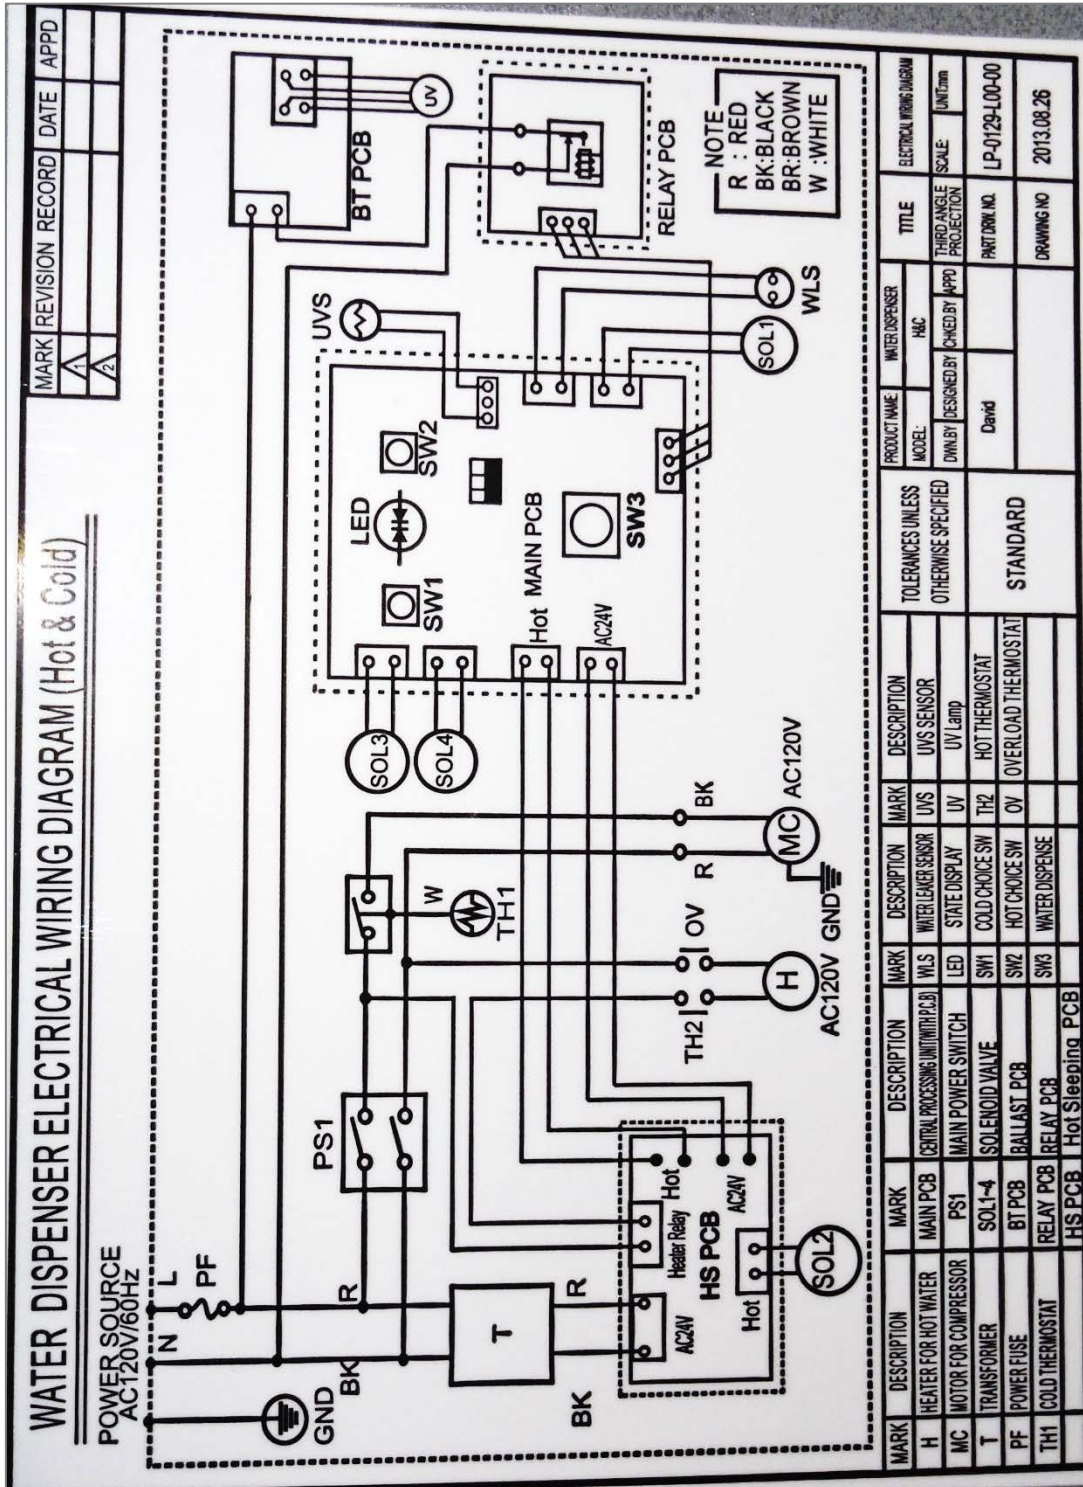 WATER DISPENSER ELECTRICAL WIRING DIAGRAM (Hot & Cold)
MARK REVISION RECORD DATE APPD
1
2
POWER SOURCE
AC120V/60Hz
N L
PF
GND
BK R
T
BK R
PS1
W
TH1
TH2 OV
H
AC120V
R BK
MC
AC120V
GND
AC24V
Heater Relay
Hot
HS PCB
AC24V
Hot
SOL2
SOL3
SOL4
SW1
LED
SW2
Hot
MAIN PCB
AC24V
SW3
UVS
SOL1
WLS
BT PCB
UV
RELAY PCB
NOTE
R : RED
BK:BLACK
BR:BROWN
W :WHITE
MARK DESCRIPTION MARK DESCRIPTION MARK DESCRIPTION MARK DESCRIPTION
H HEATER FOR HOT WATER MAIN PCB CENTRAL PROCESSING UNIT(WITH P.C.B) WLS WATER LEAKER SENSOR UVS UVS SENSOR
MC MOTOR FOR COMPRESSOR PS1 MAIN POWER SWITCH LED STATE DISPLAY UV UV Lamp
T TRANSFORMER SOL1~4 SOLENOID VALVE SW1 COLD CHOICE SW TH2 HOT THERMOSTAT
PF POWER FUSE BT PCB BALLAST PCB SW2 HOT CHOICE SW OV OVERLOAD THERMOSTAT
TH1 COLD THERMOSTAT RELAY PCB RELAY PCB SW3 WATER DISPENSE
HS PCB Hot Sleeping PCB
TOLERANCES UNLESS
OTHERWISE SPECIFIED
STANDARD
PRODUCT NAME: WATER DISPENSER
MODEL: H&C
DWN.BY DESIGNED.BY CHKED.BY APPD
David
TITLE ELECTRICAL WIRING DIAGRAM
THIRD ANGLE
PROJECTION
SCALE: UNIT:mm
PART DRW. NO. LP-0129-L00-00
DRAWING NO 2013.08.26